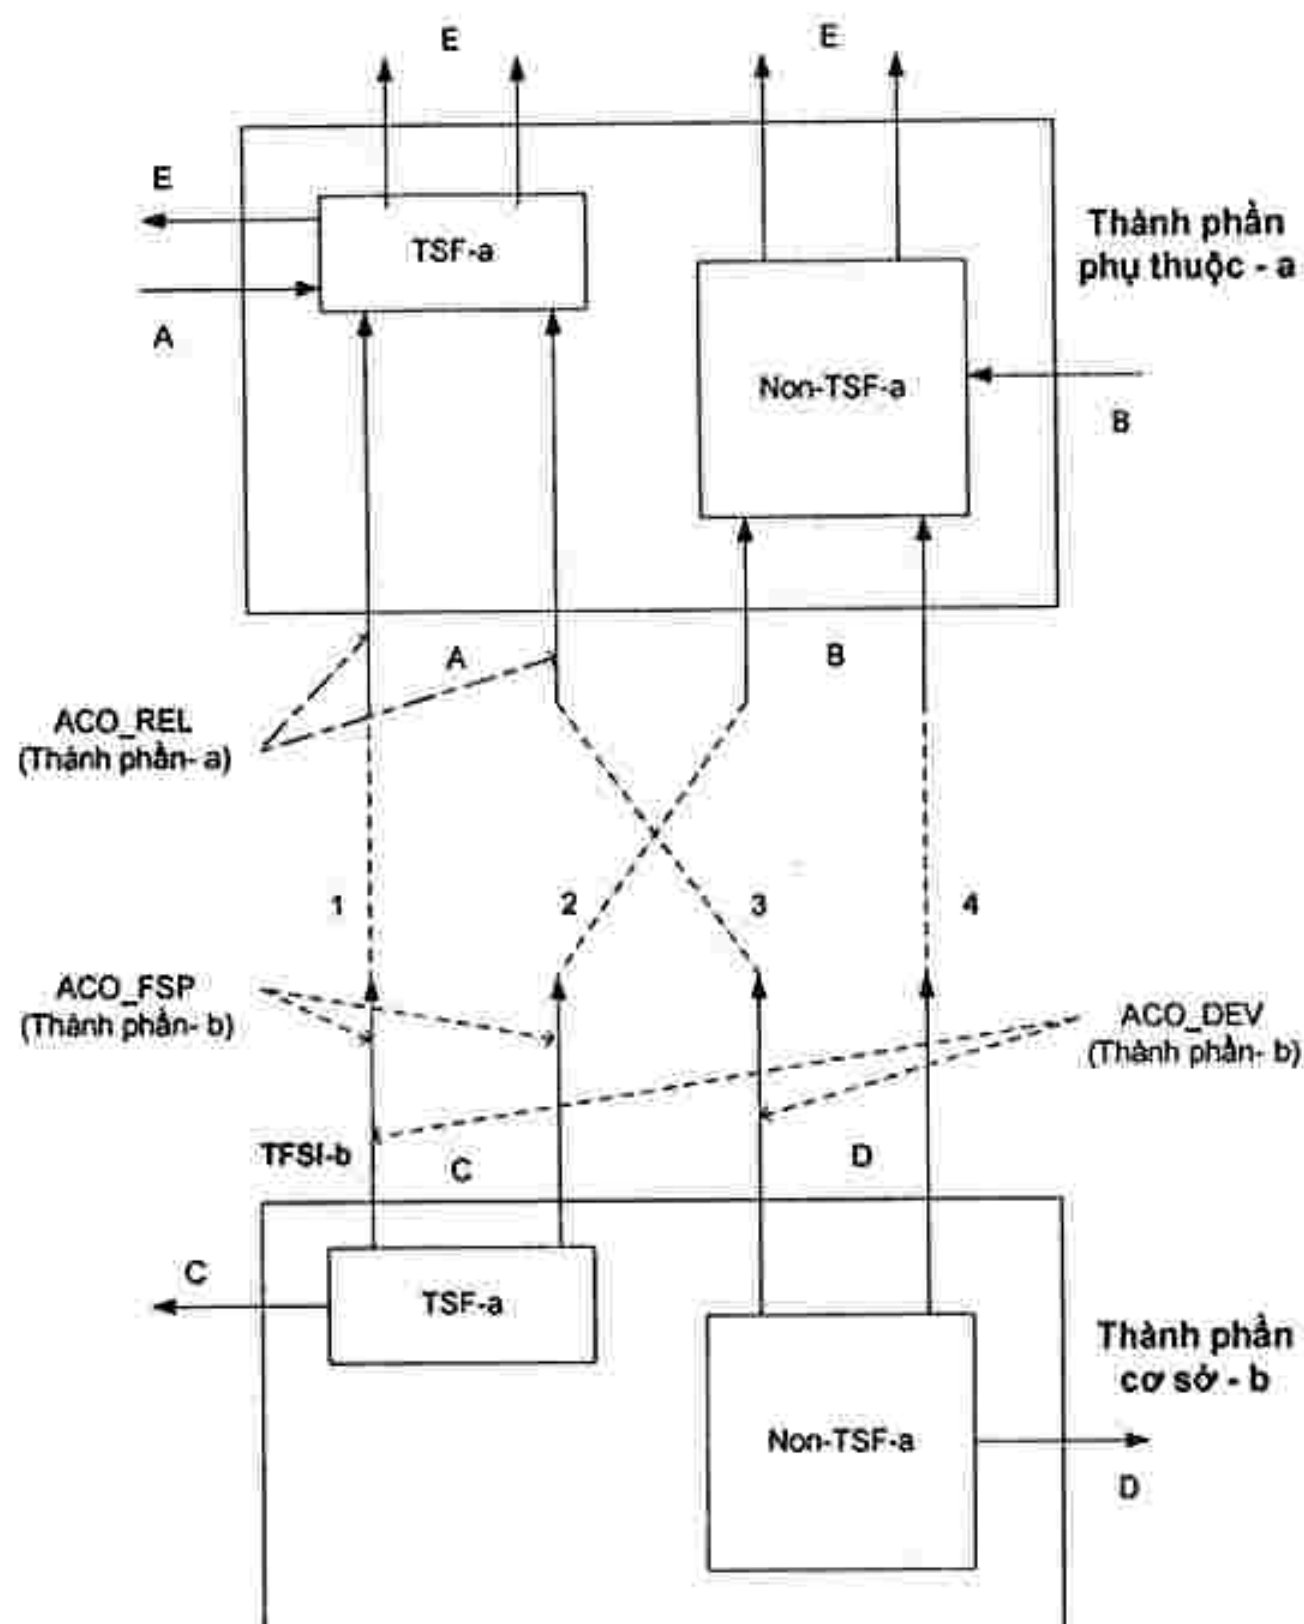 E
E
E
TSF-a
Thành phần
phụ thuộc - a
A
Non-TSF-a
B
A
B
ACO_REL
(Thành phần- a)
1
2
3
4
ACO_FSP
(Thành phần- b)
ACO_DEV
(Thành phần- b)
TFSI-b
C
D
C
TSF-a
Thành phần
cơ sở - b
Non-TSF-a
D